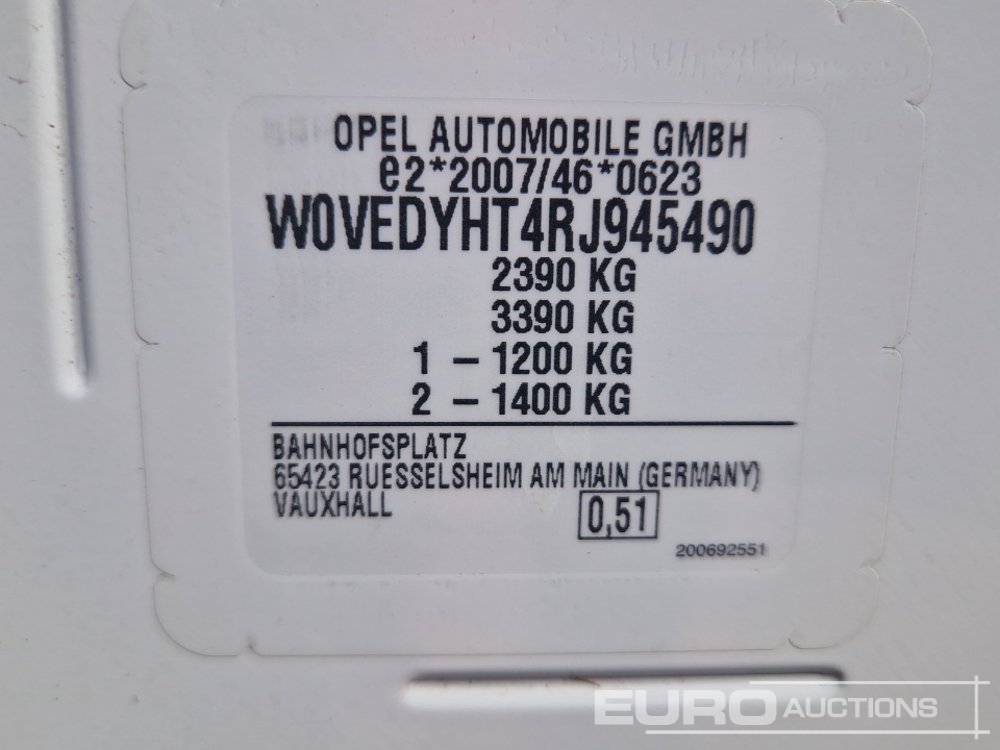 OPEL AUTOMOBILE GMBH
e2*2007/46*0623
W0VEDYHT4RJ945490
2390 KG
3390 KG
1 – 1200 KG
2 – 1400 KG
BAHNHOFSPLATZ
65423 RUESSELSHEIM AM MAIN (GERMANY)
VAUXHALL
0,51
200692551
EURO AUCTIONS